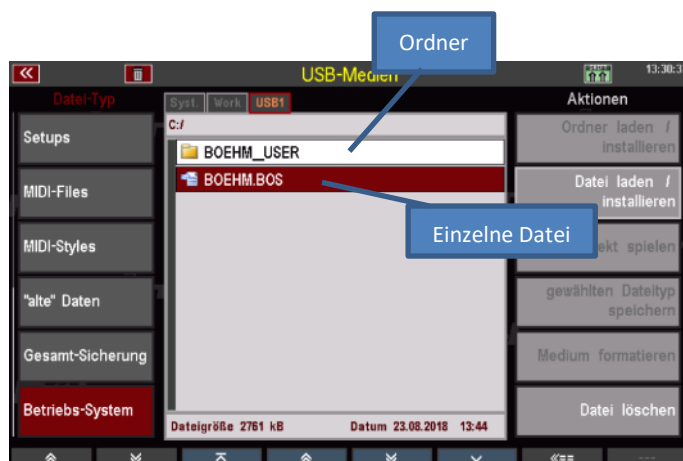 Ordner
USB-Medien
13:30:3
Datei-Typ
Syst. Work USB1
Aktionen
C:/
Setups
BOEHM_USER
Ordner laden /
installieren
BOEHM.BOS
MIDI-Files
Datei laden /
installieren
Einzelne Datei
MIDI-Styles
ekt spielen
"alte" Daten
gewählten Dateityp
speichern
Gesamt-Sicherung
Medium formatieren
Betriebs-System
Datei löschen
Dateigröße 2761 kB Datum 23.08.2018 13:44